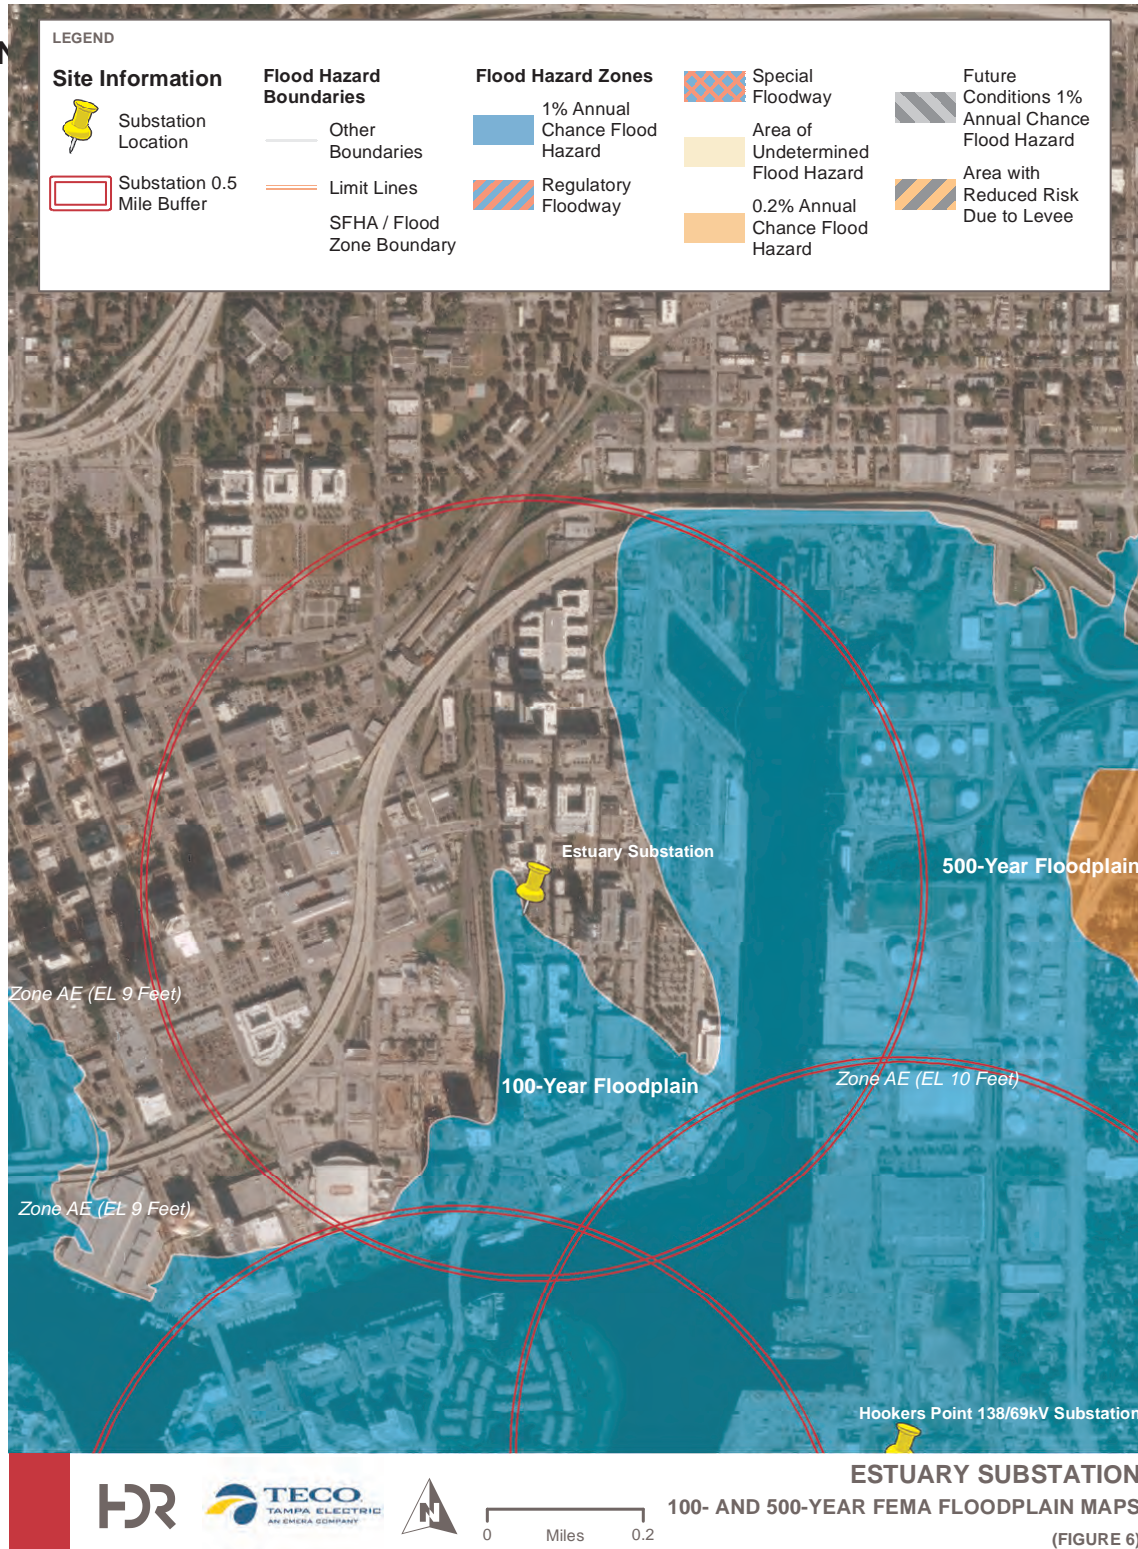 N
LEGEND
Site Information
Substation
Location
Substation 0.5
Mile Buffer
Flood Hazard
Boundaries
Other
Boundaries
Limit Lines
SFHA / Flood
Zone Boundary
Flood Hazard Zones
1% Annual
Chance Flood
Hazard
Regulatory
Floodway
Special
Floodway
Area of
Undetermined
Flood Hazard
0.2% Annual
Chance Flood
Hazard
Future
Conditions 1%
Annual Chance
Flood Hazard
Area with
Reduced Risk
Due to Levee
Estuary Substation
500-Year Floodplain
Zone AE (EL 9 Feet)
Zone AE (EL 10 Feet)
100-Year Floodplain
Zone AE (EL 9 Feet)
Hookers Point 138/69kV Substation
HDR
TECO
TAMPA ELECTRIC
AN EMERA COMPANY
N
0 Miles 0.2
ESTUARY SUBSTATION
100- AND 500-YEAR FEMA FLOODPLAIN MAPS
(FIGURE 6)